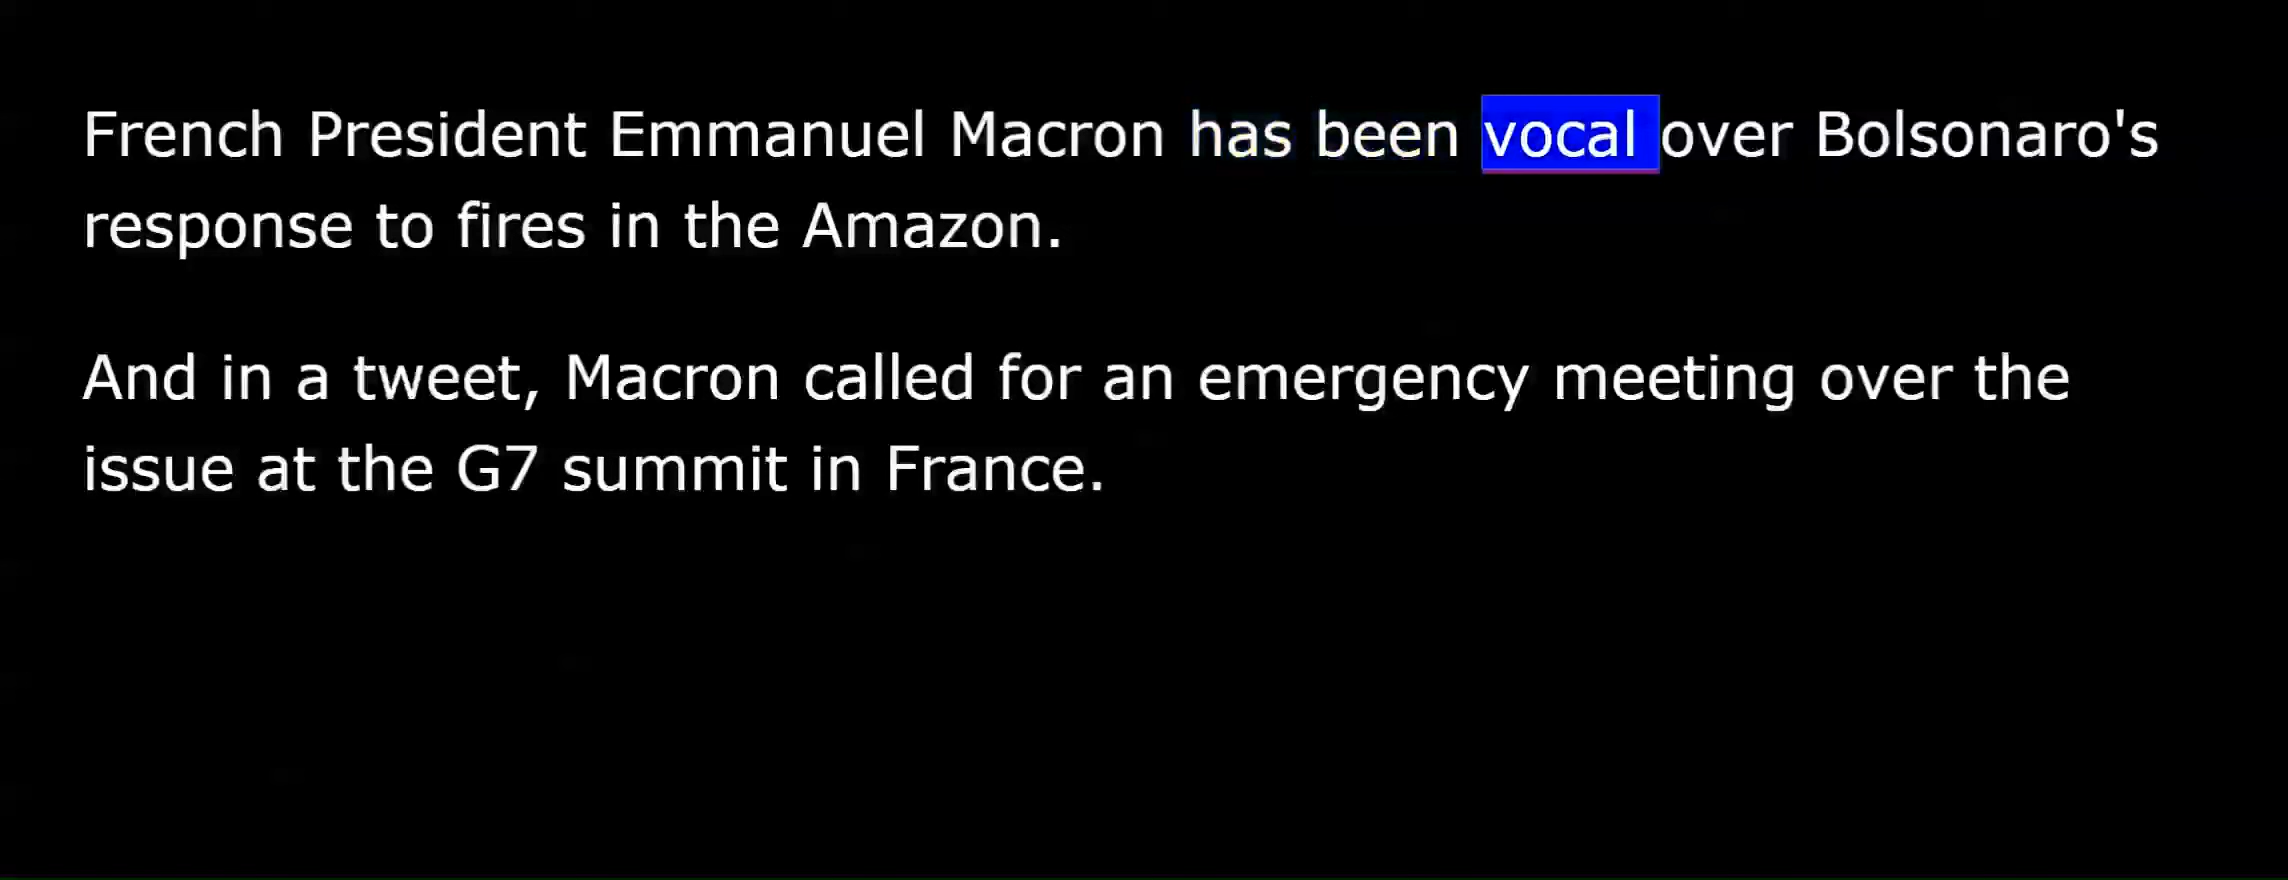 French President Emmanuel Macron has been vocal over Bolsonaro's
response to fires in the Amazon.
And in a tweet, Macron called for an emergency meeting over the
issue at the G7 summit in France.